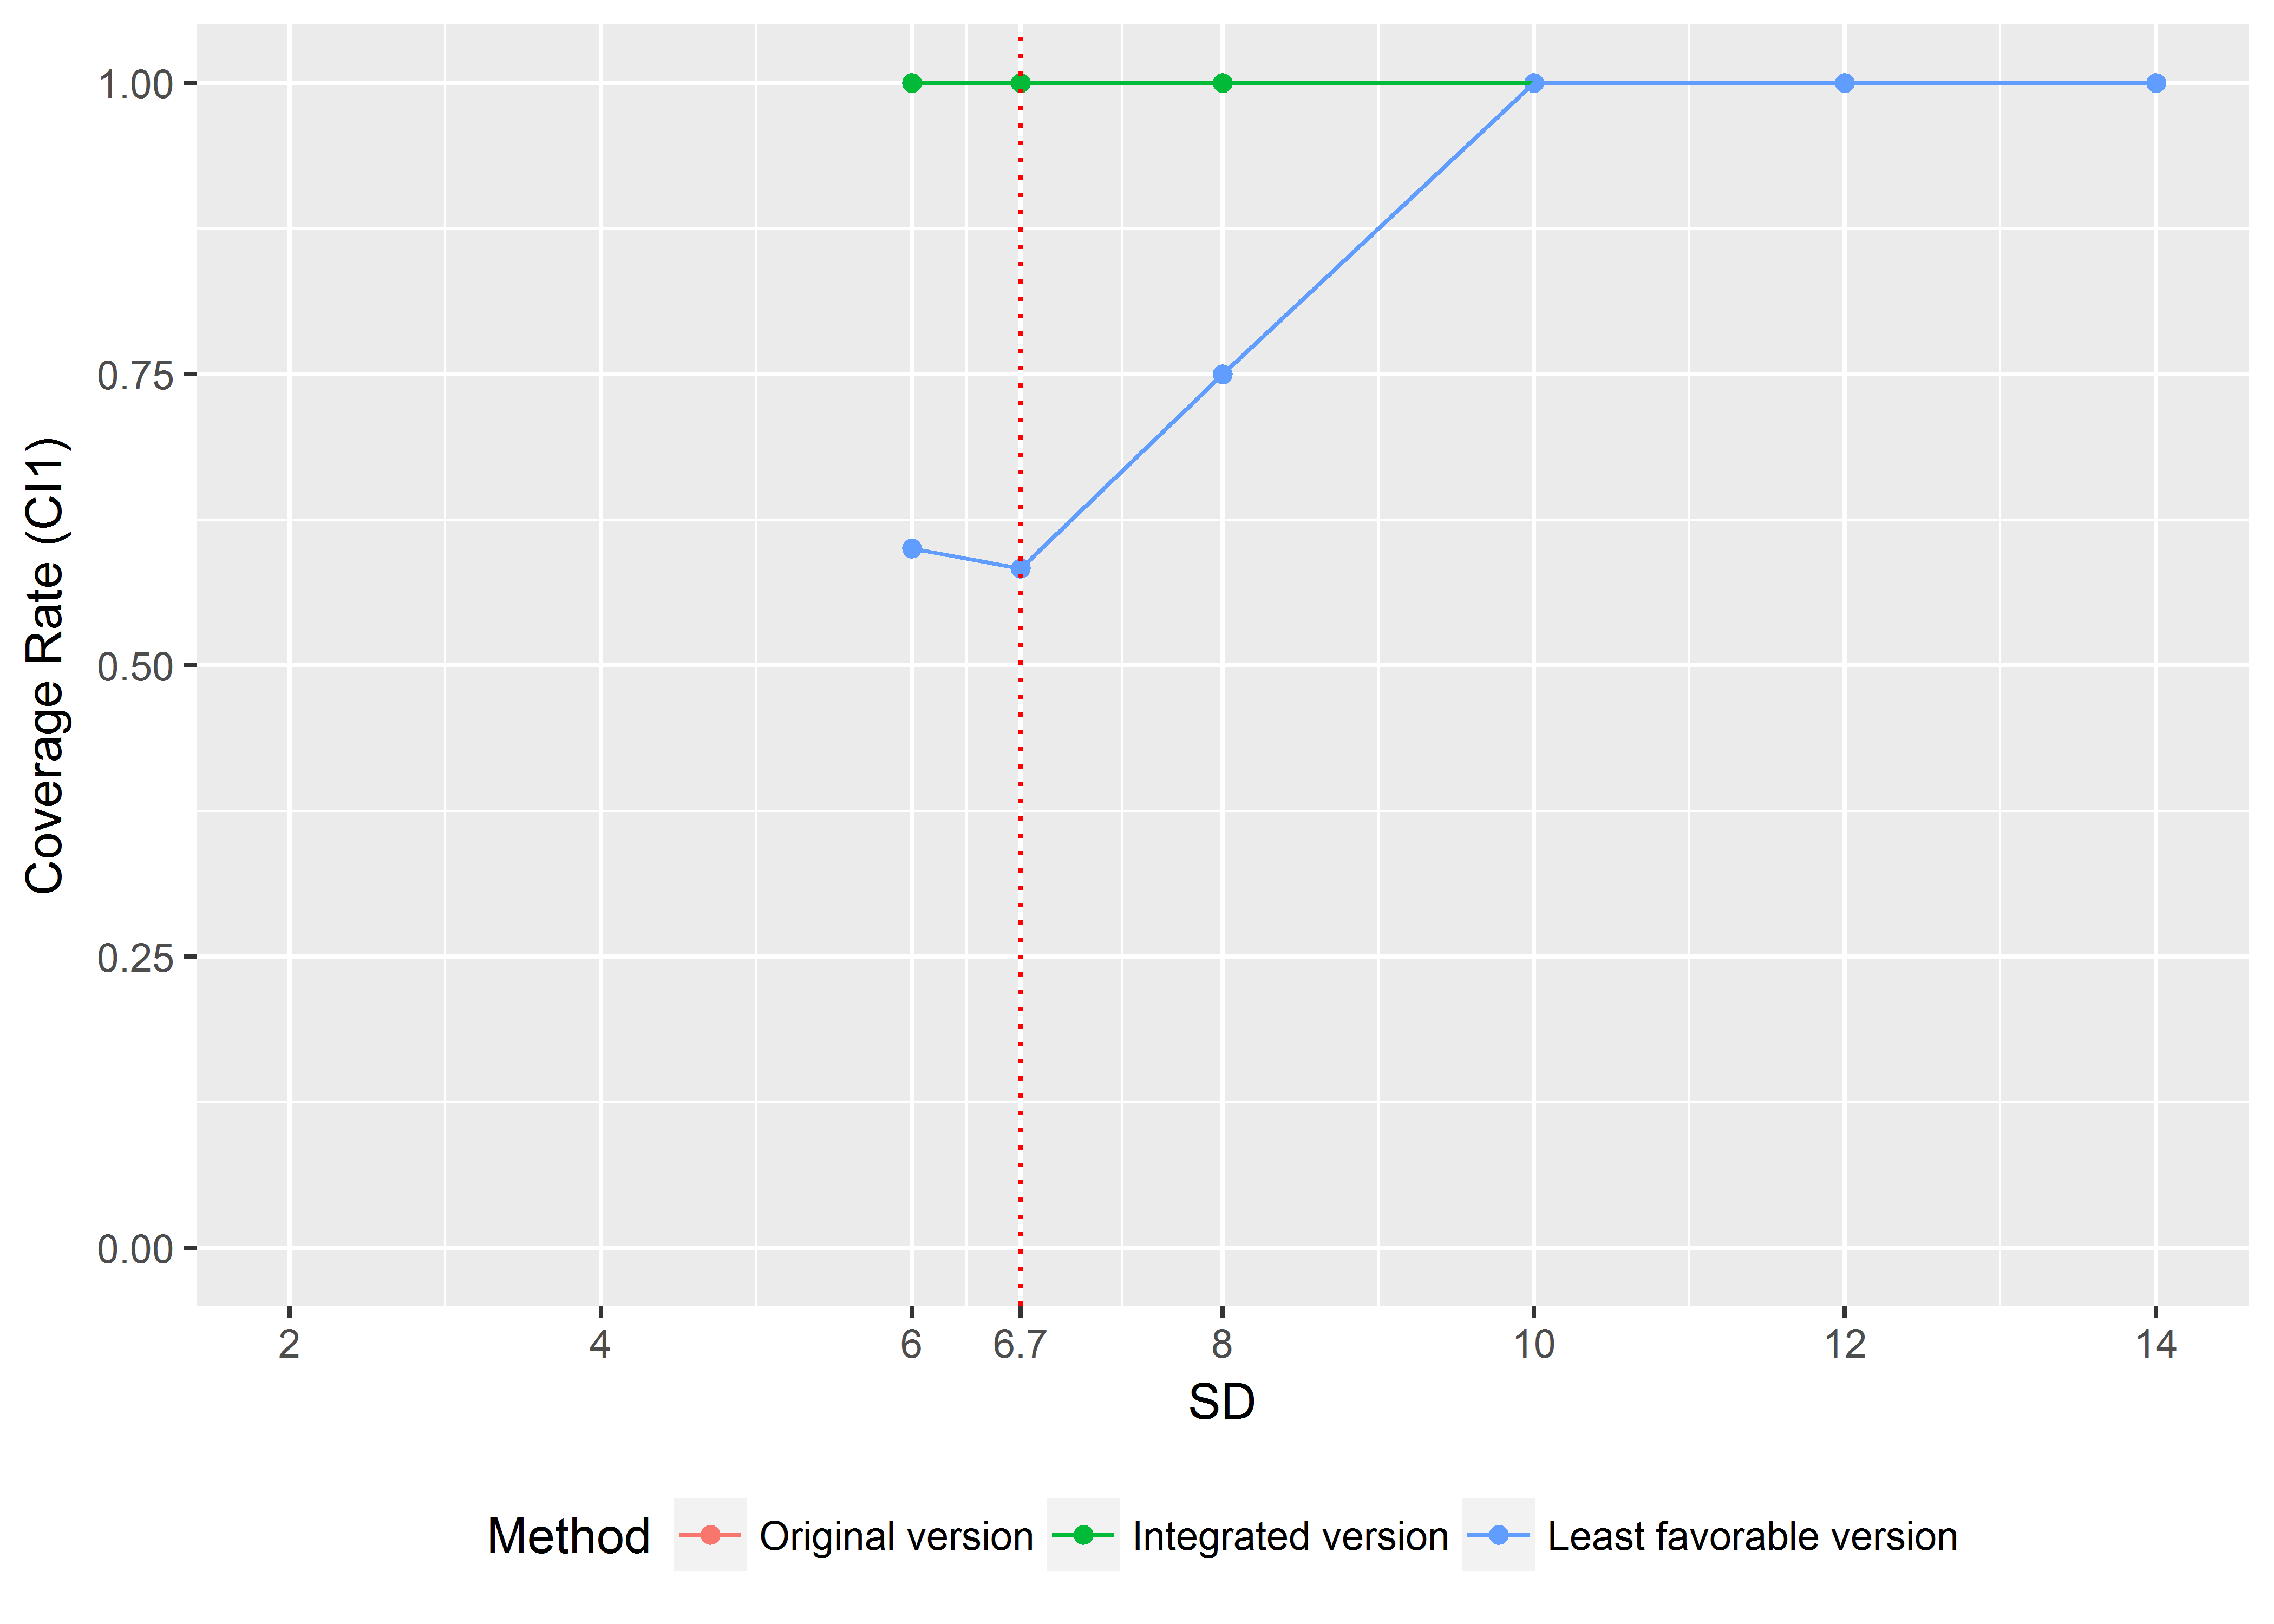 Coverage Rate (CI1)
1.00
0.75
0.50
0.25
0.00
2 4 6 6.7 8 10 12 14
SD
Method Original version Integrated version Least favorable version